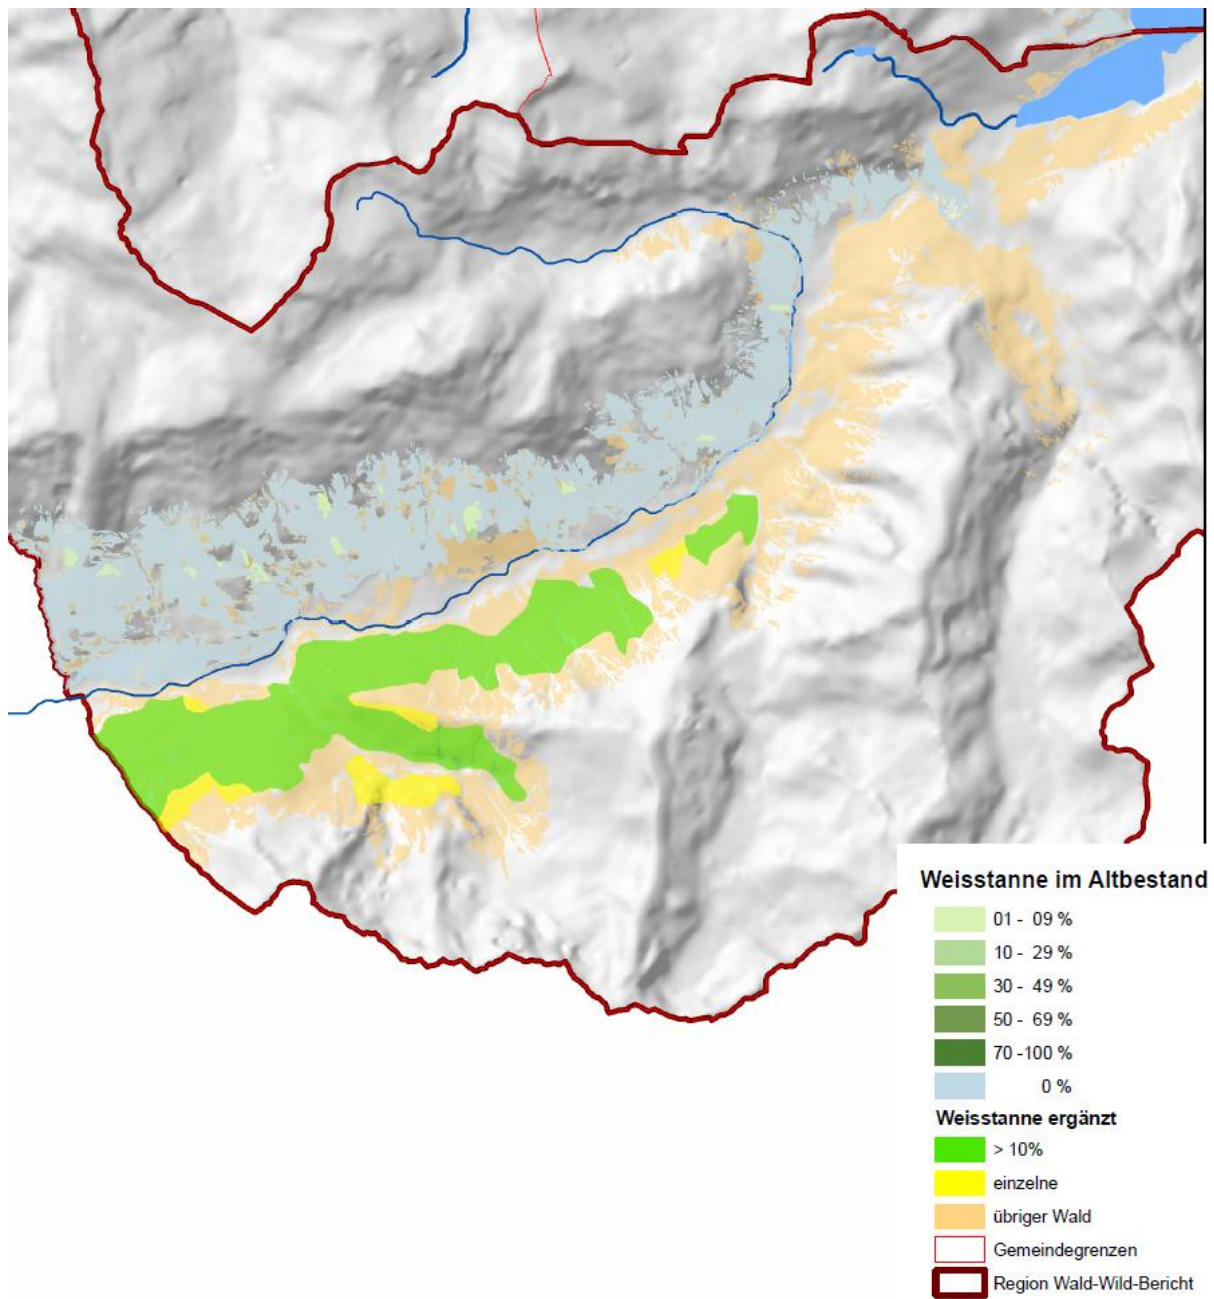 Weisstanne im Altbestand
01 - 09 %
10 - 29 %
30 - 49 %
50 - 69 %
70 -100 %
0 %
Weisstanne ergänzt
> 10%
einzelne
übriger Wald
Gemeindegrenzen
Region Wald-Wild-Bericht